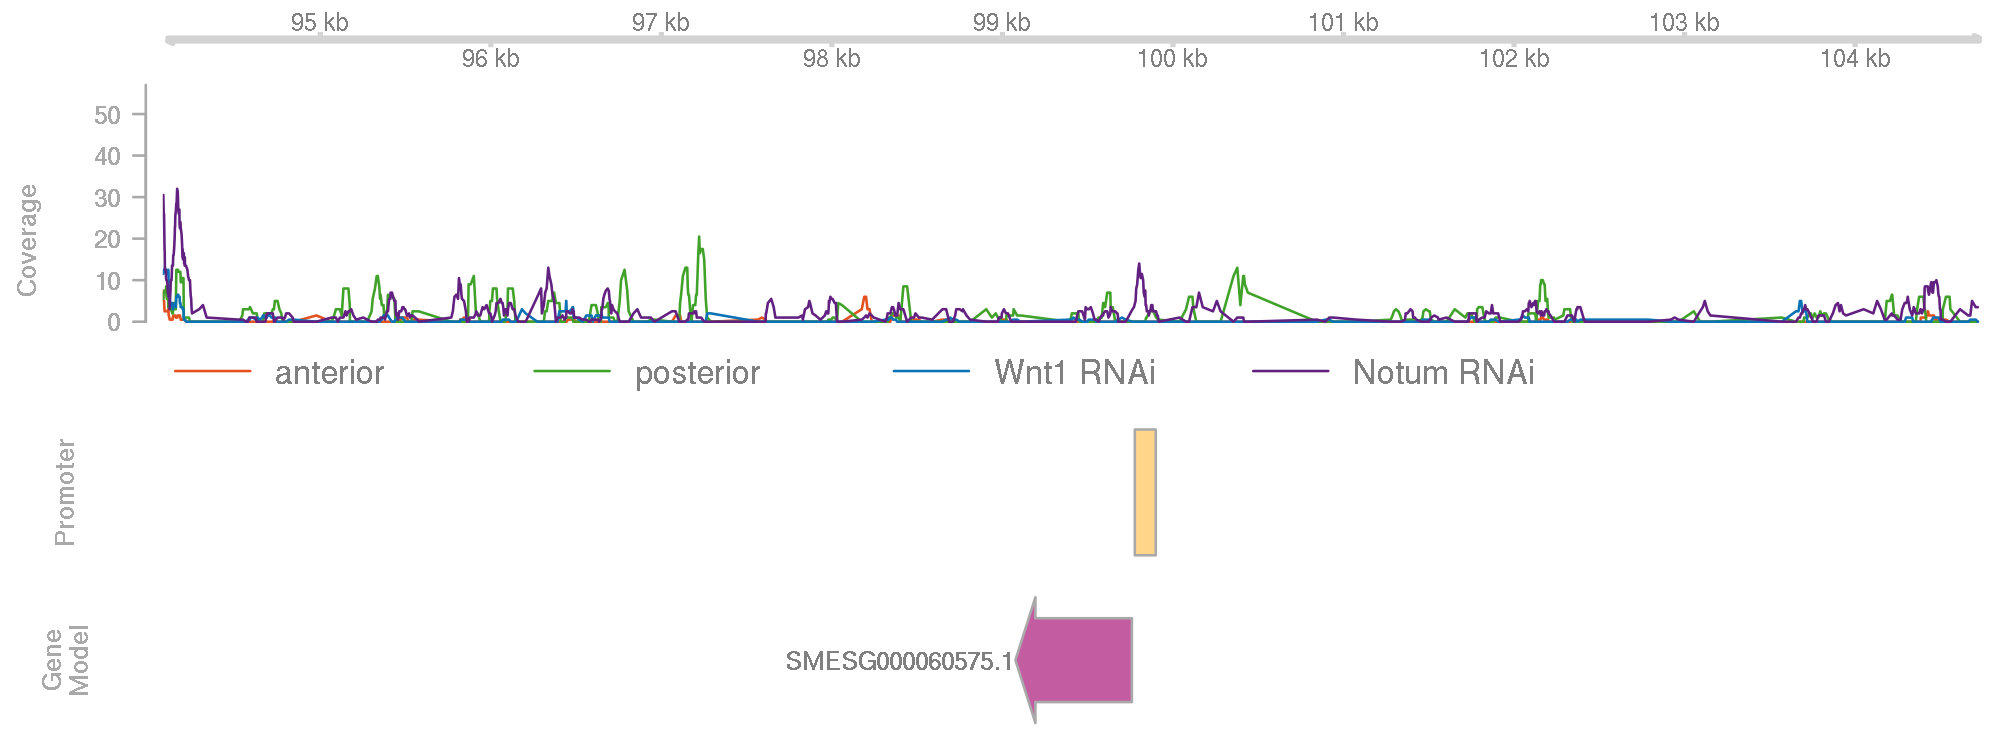 95 kb 97 kb 99 kb 101 kb 103 kb
96 kb 98 kb 100 kb 102 kb 104 kb
50
40
30
20
10
0
Coverage
anterior posterior Wnt1 RNAi Notum RNAi
Promoter
Gene
Model
SMESG000060575.1